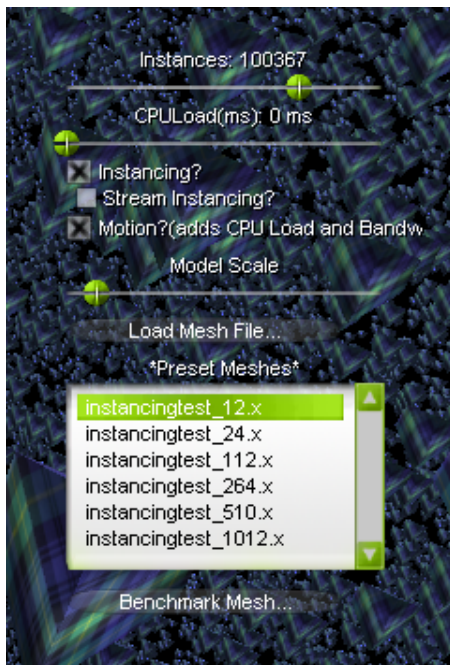 Instances: 100367
CPULoad(ms): 0 ms
Instancing?
Stream Instancing?
Motion?(adds CPU Load and Bandw
Model Scale
Load Mesh File...
*Preset Meshes*
instancingtest_12.x
instancingtest_24.x
instancingtest_112.x
instancingtest_264.x
instancingtest_510.x
instancingtest_1012.x
Benchmark Mesh...